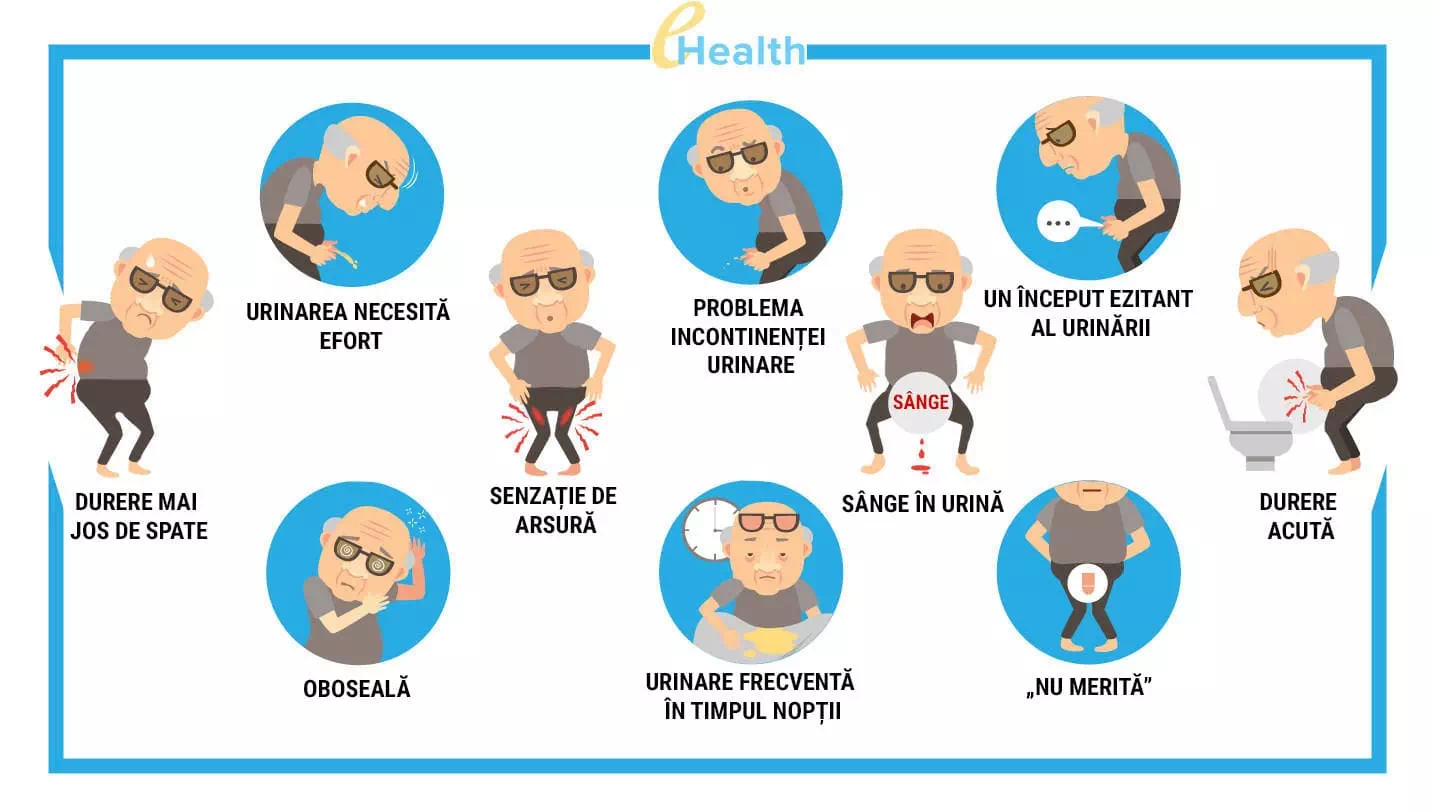 eHealth
URINAREA NECESITĂ
EFORT
PROBLEMA
INCONTINENȚEI
URINARE
...
UN ÎNCEPUT EZITANT
AL URINĂRII
DURERE MAI
JOS DE SPATE
SENZAȚIE DE
ARSURĂ
SÂNGE
SÂNGE ÎN URINĂ
DURERE
ACUTĂ
OBOSEALĂ
URINARE FRECVENTĂ
ÎN TIMPUL NOPȚII
„NU MERITĂ”